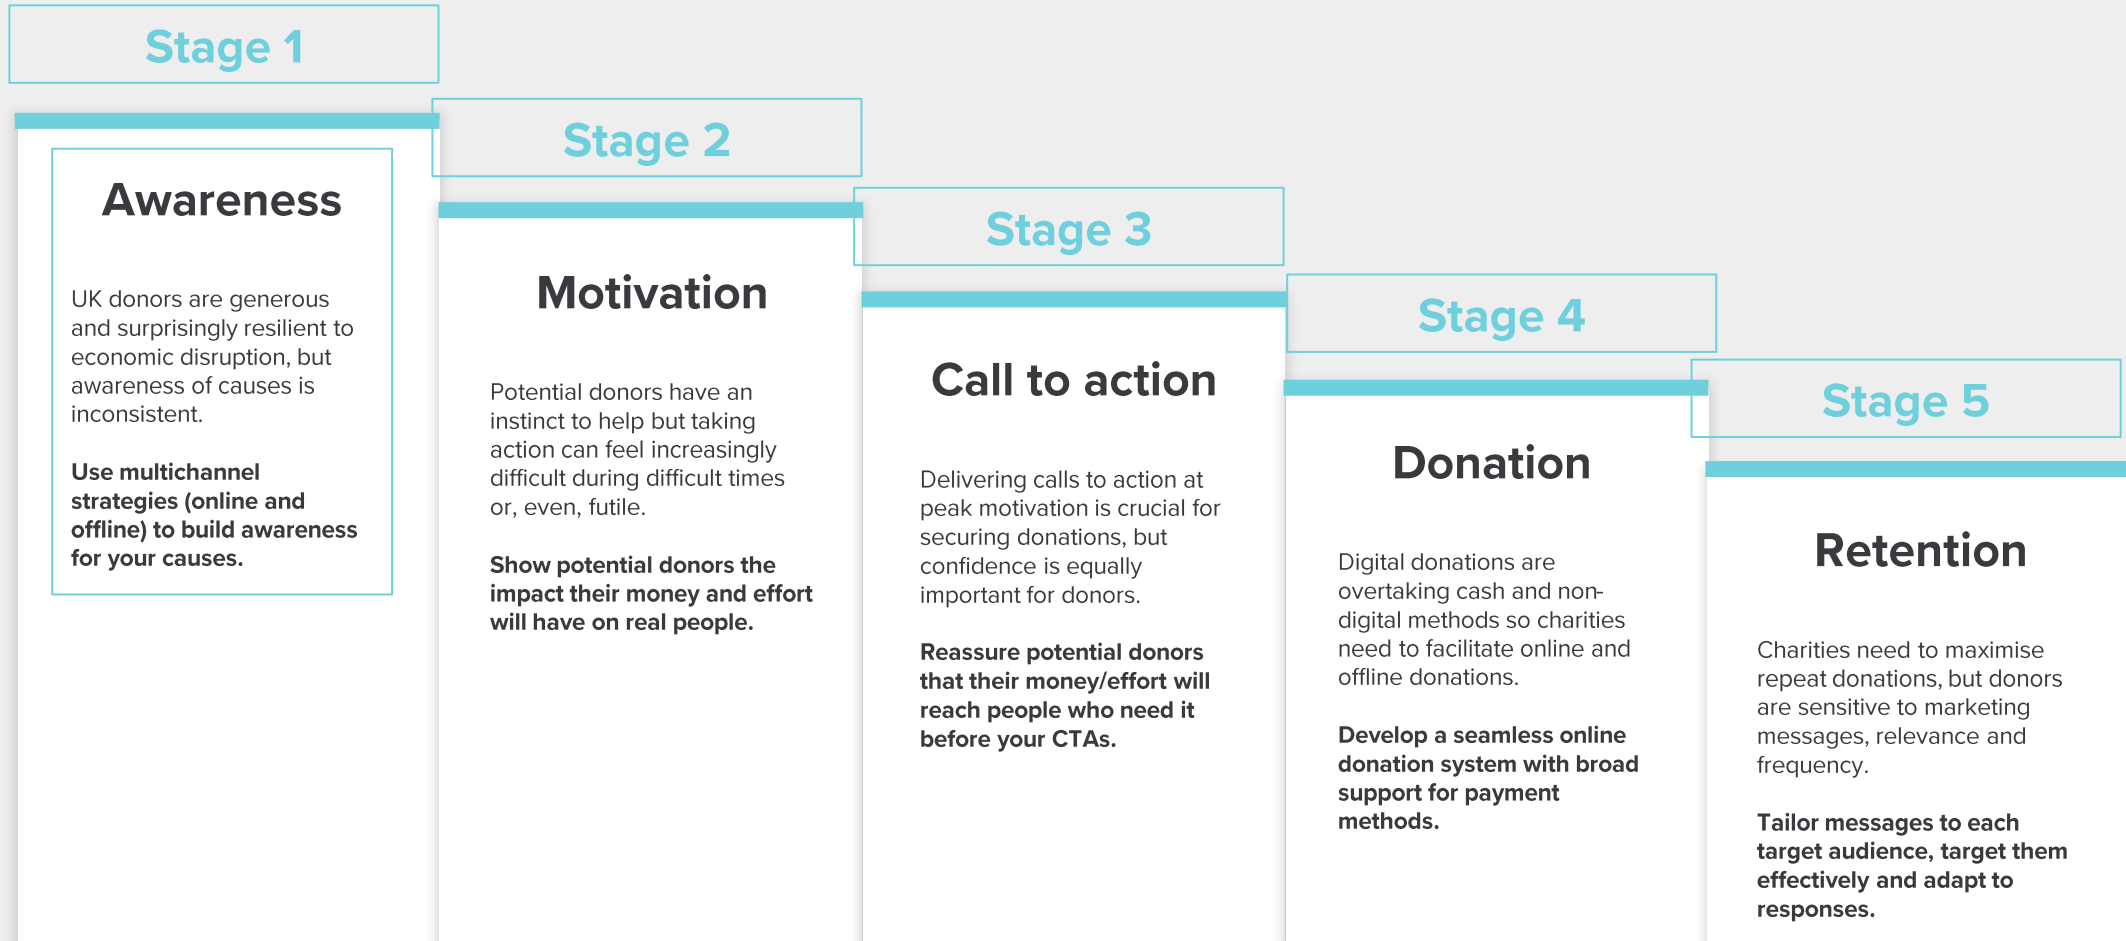 Stage 1
Awareness
UK donors are generous
and surprisingly resilient to
economic disruption, but
awareness of causes is
inconsistent.
Use multichannel
strategies (online and
offline) to build awareness
for your causes.
Stage 2
Motivation
Potential donors have an
instinct to help but taking
action can feel increasingly
difficult during difficult times
or, even, futile.
Show potential donors the
impact their money and effort
will have on real people.
Stage 3
Call to action
Delivering calls to action at
peak motivation is crucial for
securing donations, but
confidence is equally
important for donors.
Reassure potential donors
that their money/effort will
reach people who need it
before your CTAs.
Stage 4
Donation
Digital donations are
overtaking cash and non-
digital methods so charities
need to facilitate online and
offline donations.
Develop a seamless online
donation system with broad
support for payment
methods.
Stage 5
Retention
Charities need to maximise
repeat donations, but donors
are sensitive to marketing
messages, relevance and
frequency.
Tailor messages to each
target audience, target them
effectively and adapt to
responses.